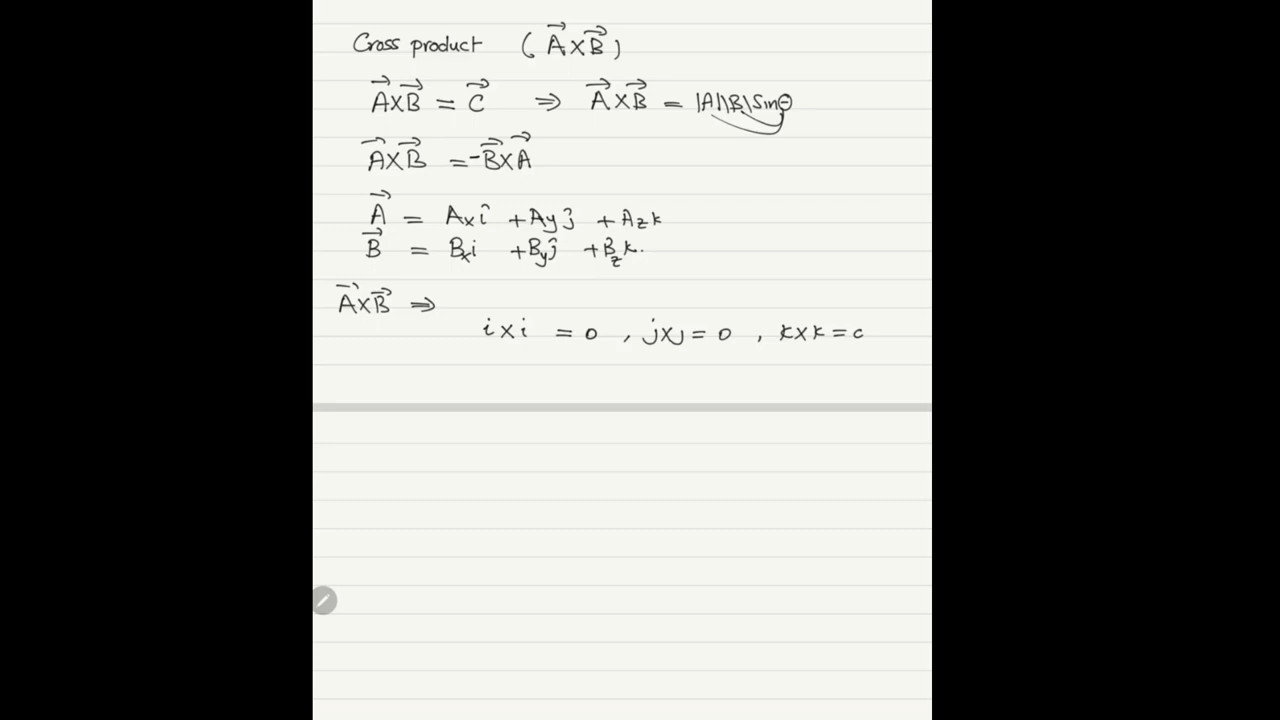 Cross product ( A⃗ x B⃗ )
A⃗ x B⃗ = C⃗ ⇒ A⃗ x B⃗ = |A||B| Sinθ
A⃗ x B⃗ = -B⃗ x A⃗
A⃗ = Axî + Ayĵ + Azk
B⃗ = Bxi + Byĵ + Bzk.
A⃗ x B⃗ ⇒
i x i = 0 , j x j = 0 , k x k = c